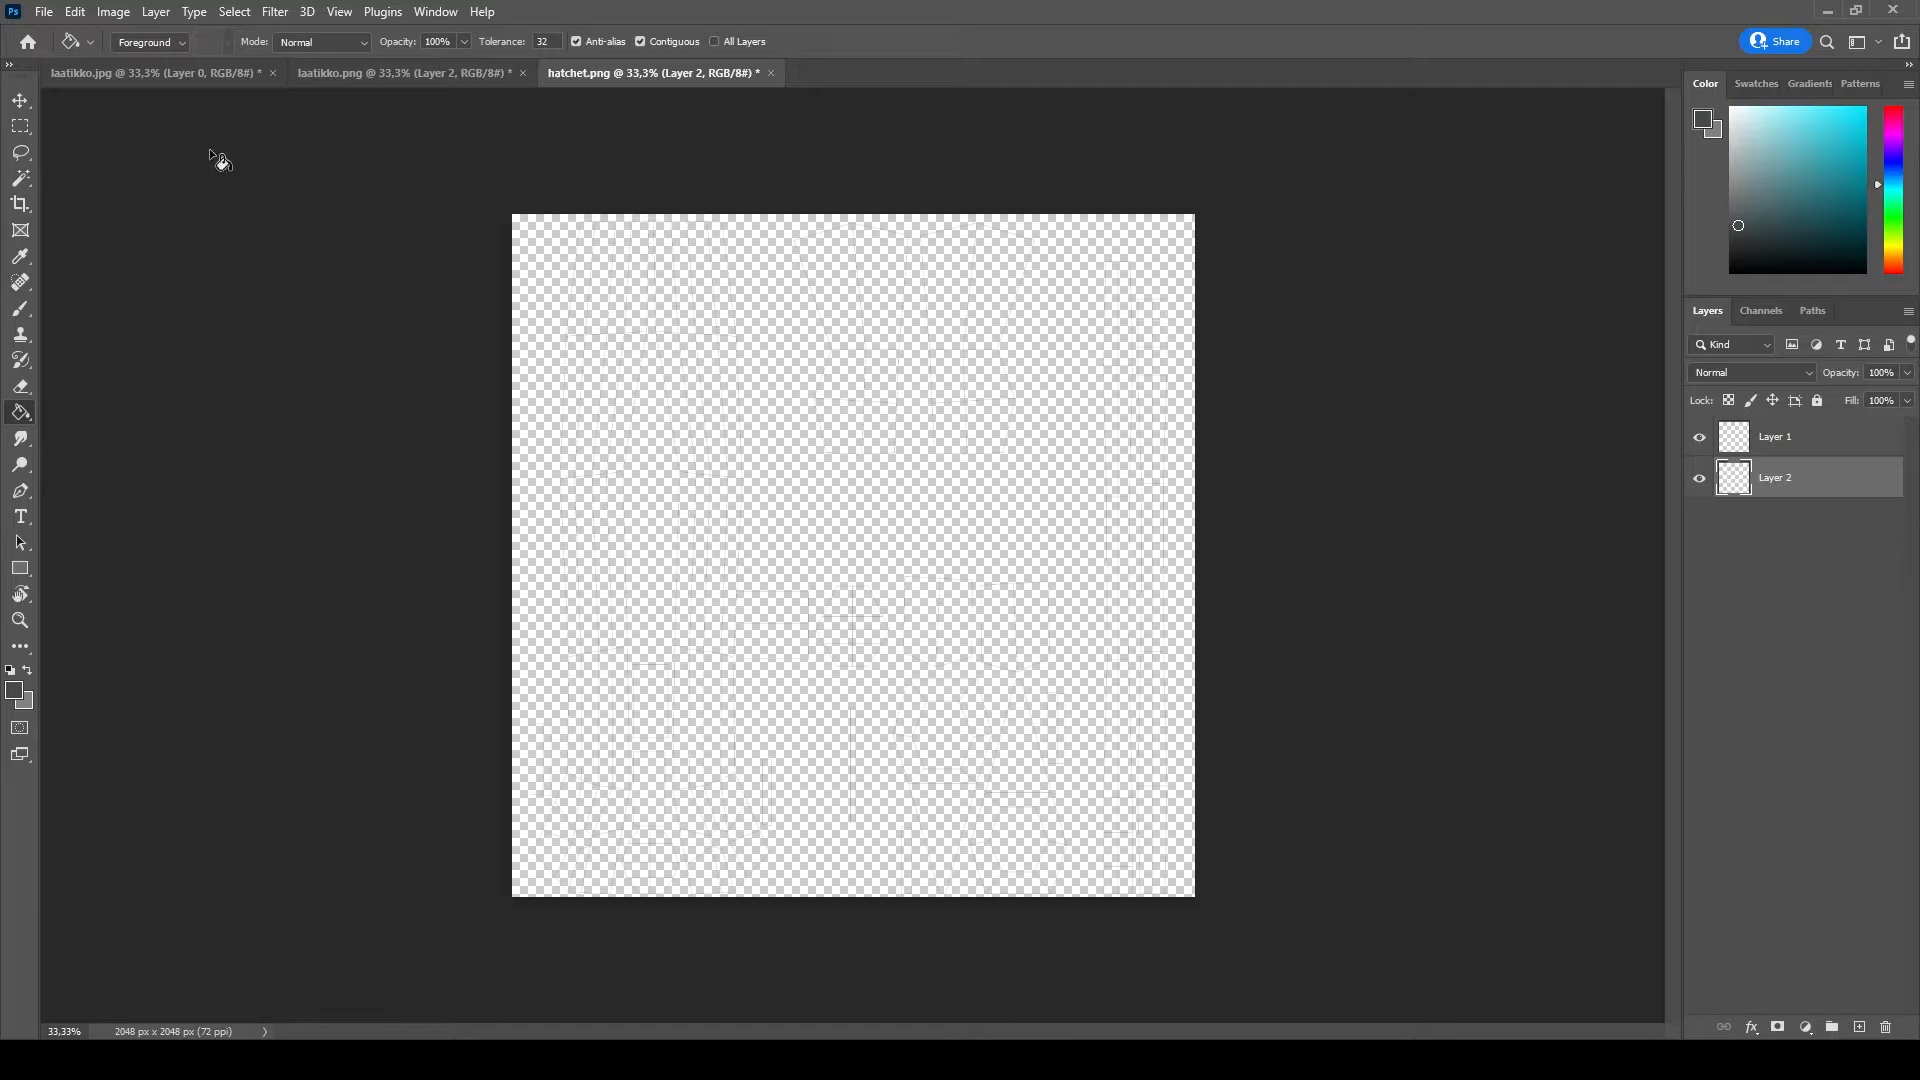 Ps File Edit Image Layer Type Select Filter 3D View Plugins Window Help
Foreground Mode: Normal Opacity: 100% Tolerance: 32 Anti-alias Contiguous All Layers Share
laatikko.jpg @ 33,3% (Layer 0, RGB/8#) * laatikko.png @ 33,3% (Layer 2, RGB/8#) * hatchet.png @ 33,3% (Layer 2, RGB/8#) *
Color Swatches Gradients Patterns
Layers Channels Paths
Kind
Normal Opacity: 100%
Lock: Fill: 100%
Layer 1
Layer 2
33,33% 2048 px x 2048 px (72 ppi)